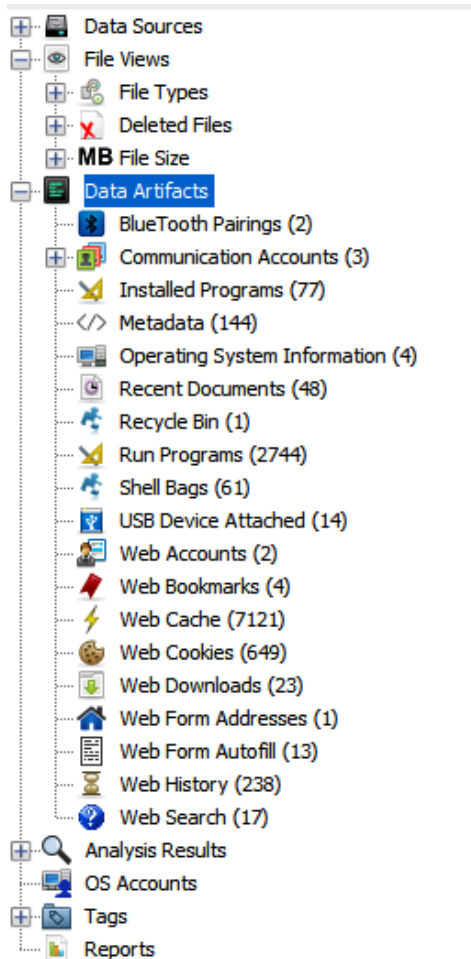 Data Sources
File Views
File Types
Deleted Files
MB File Size
Data Artifacts
BlueTooth Pairings (2)
Communication Accounts (3)
Installed Programs (77)
Metadata (144)
Operating System Information (4)
Recent Documents (48)
Recycle Bin (1)
Run Programs (2744)
Shell Bags (61)
USB Device Attached (14)
Web Accounts (2)
Web Bookmarks (4)
Web Cache (7121)
Web Cookies (649)
Web Downloads (23)
Web Form Addresses (1)
Web Form Autofill (13)
Web History (238)
Web Search (17)
Analysis Results
OS Accounts
Tags
Reports